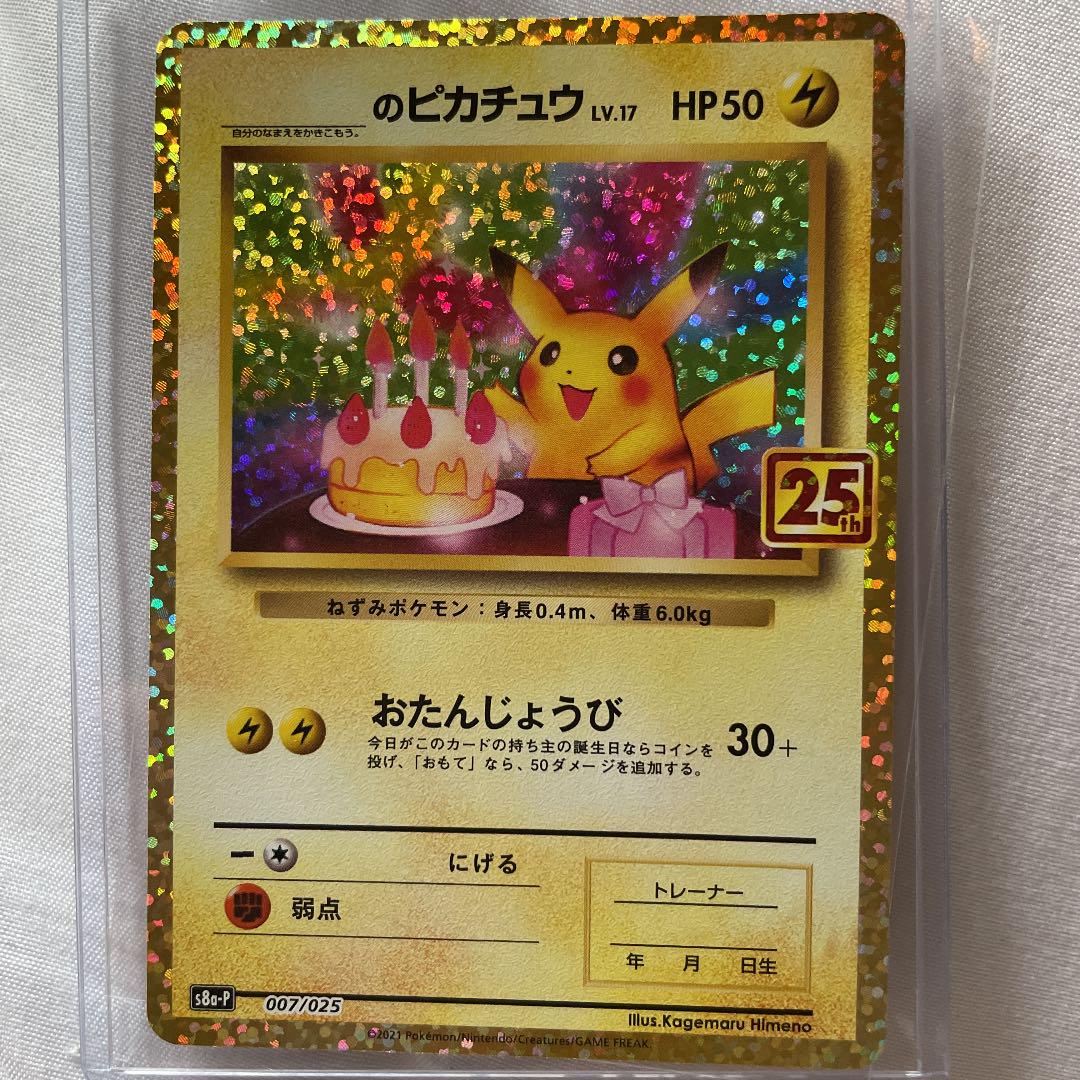 のピカチュウ LV.17 HP50
自分のなまえをかきこもう。
25th
ねずみポケモン：身長0.4m、体重6.0kg
おたんじょうび 30+
今日がこのカードの持ち主の誕生日ならコインを
投げ、「おもて」なら、50ダメージを追加する。
にげる
弱点
トレーナー
年 月 日生
s8a-P 007/025
Illus.Kagemaru Himeno
©2021 Pokémon/Nintendo/Creatures/GAME FREAK.